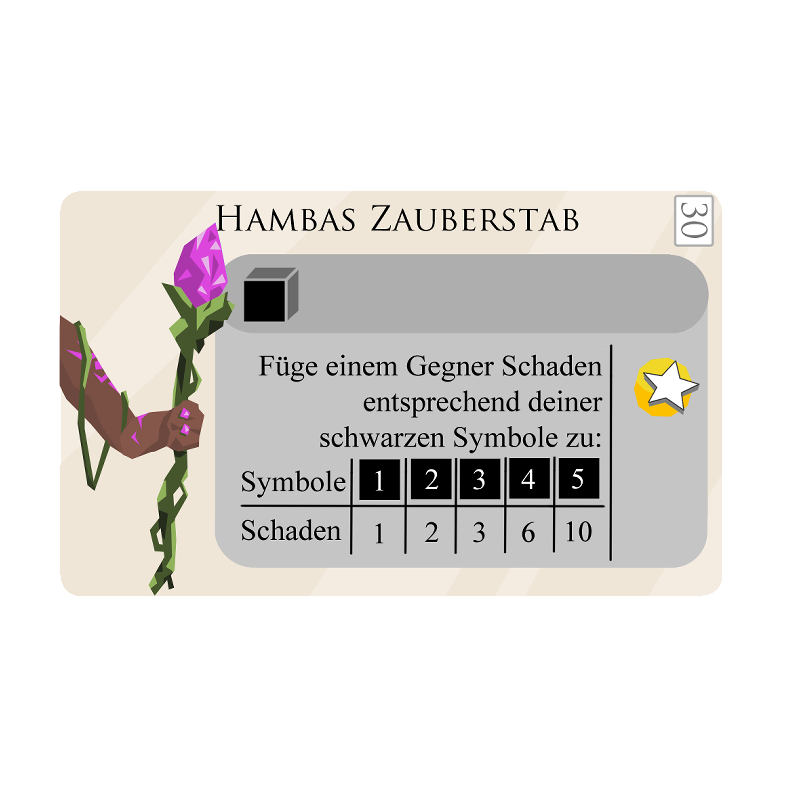 Hambas Zauberstab
30
Füge einem Gegner Schaden
entsprechend deiner
schwarzen Symbole zu:
Symbole 1 2 3 4 5
Schaden 1 2 3 6 10